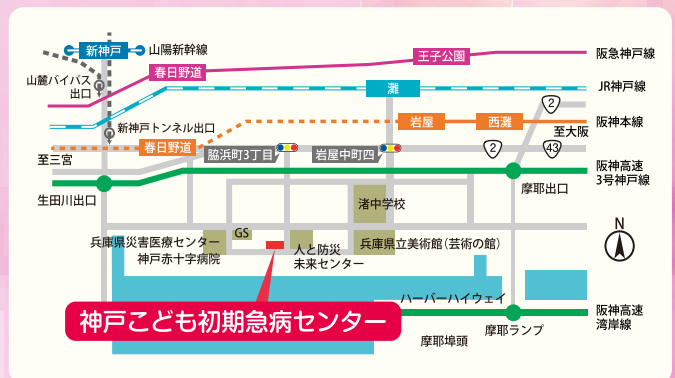 新神戸
山陽新幹線
王子公園
阪急神戸線
山麓バイパス
出口
春日野道
灘
JR神戸線
2
新神戸トンネル出口
岩屋
西灘
阪神本線
至大阪
春日野道
脇浜町3丁目
岩屋中町四
2
43
至三宮
阪神高速
3号神戸線
生田川出口
摩耶出口
渚中学校
N
GS
兵庫県災害医療センター
神戸赤十字病院
人と防災
未来センター
兵庫県立美術館(芸術の館)
ハーバーハイウェイ
神戸こども初期急病センター
阪神高速
湾岸線
摩耶ランプ
摩耶埠頭